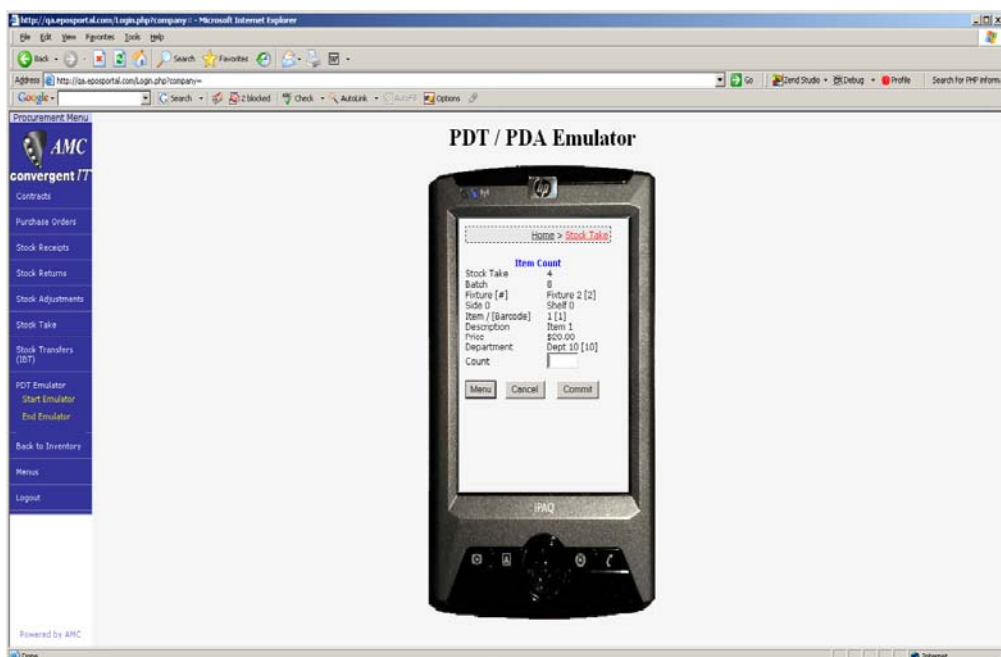 http://qa.eposportal.com/Login.php?company= - Microsoft Internet Explorer
File Edit View Favorites Tools Help
Back Search Favorites
Address http://qa.eposportal.com/Login.php?company= Go Zend Studio Debug Profile Search for PHP inform
Google Search 2 blocked Check AutoLink AutoFill Options
Procurement Menu
AMC
convergent IT
Contracts
Purchase Orders
Stock Receipts
Stock Returns
Stock Adjustments
Stock Take
Stock Transfers
(IBT)
PDT Emulator
Start Emulator
End Emulator
Back to Inventory
Menus
Logout
Powered by AMC
PDT / PDA Emulator
hp
Home > Stock Take
Item Count
Stock Take 4
Batch 8
Fixture [#] Fixture 2 [2]
Side 0 Shelf 0
Item / [Barcode] 1 [1]
Description Item 1
Price $20.00
Department Dept 10 [10]
Count
Menu Cancel Commit
iPAQ
Done Internet